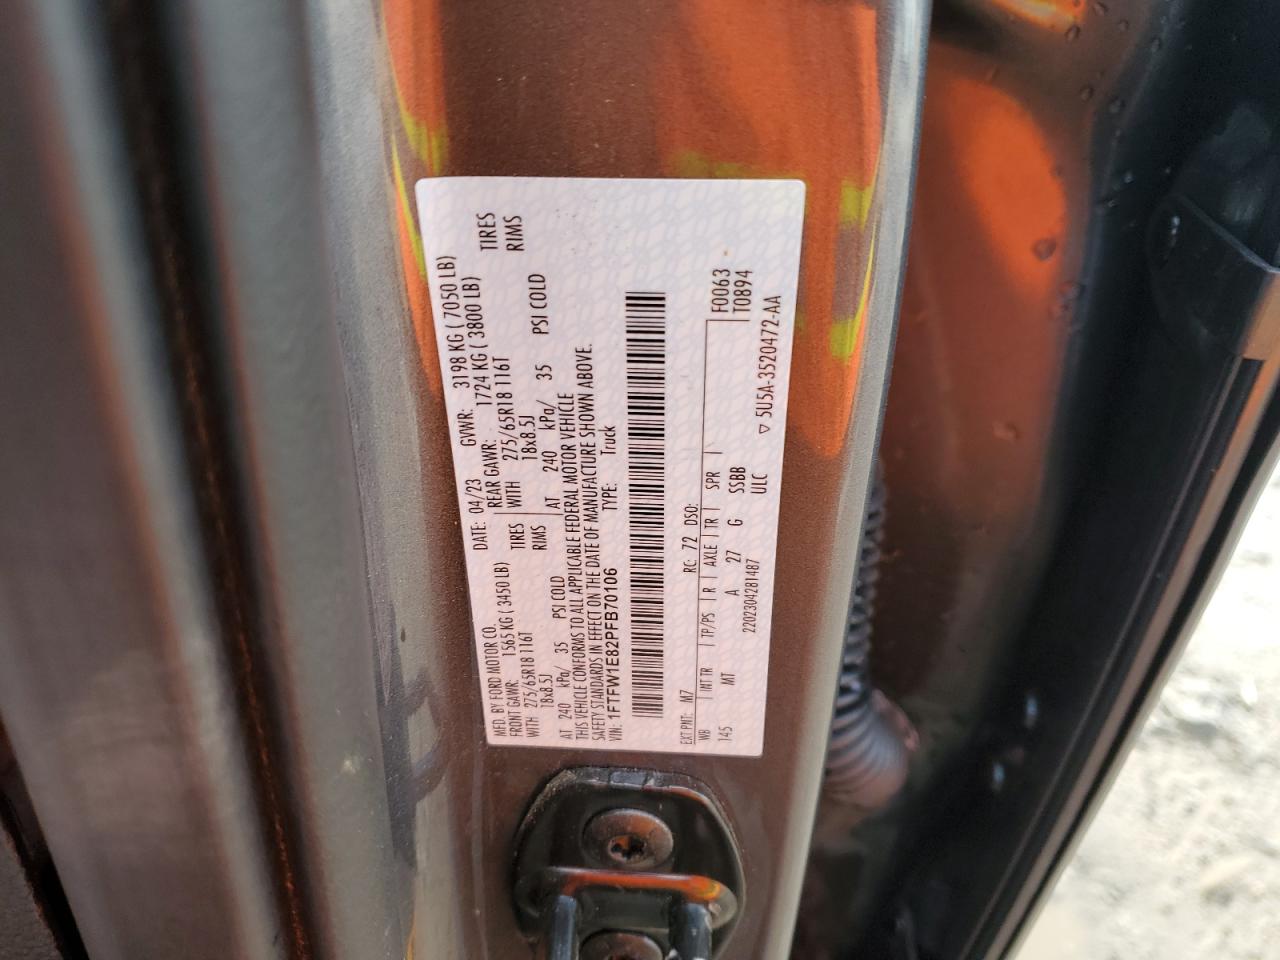 MFD. BY FORD MOTOR CO.
DATE: 04/23 GVWR: 3198 KG ( 7050 LB)
FRONT GAWR: 1565 KG ( 3450 LB) REAR GAWR: 1724 KG ( 3800 LB)
WITH 275/65R18 116T TIRES WITH 275/65R18 116T TIRES
18x8.5J RIMS 18x8.5J RIMS
AT 240 kPa/ 35 PSI COLD AT 240 kPa/ 35 PSI COLD
THIS VEHICLE CONFORMS TO ALL APPLICABLE FEDERAL MOTOR VEHICLE
SAFETY STANDARDS IN EFFECT ON THE DATE OF MANUFACTURE SHOWN ABOVE.
VIN: 1FTFW1E82PFB70106 TYPE: Truck
EXT PNT: M7 RC: 72 DSO:
WB INT TR TP/PS R AXLE TR SPR F0063
T0894
145 MT A 27 G SSBB
2202304281487 ULC
▽ 5U5A-3520472-AA